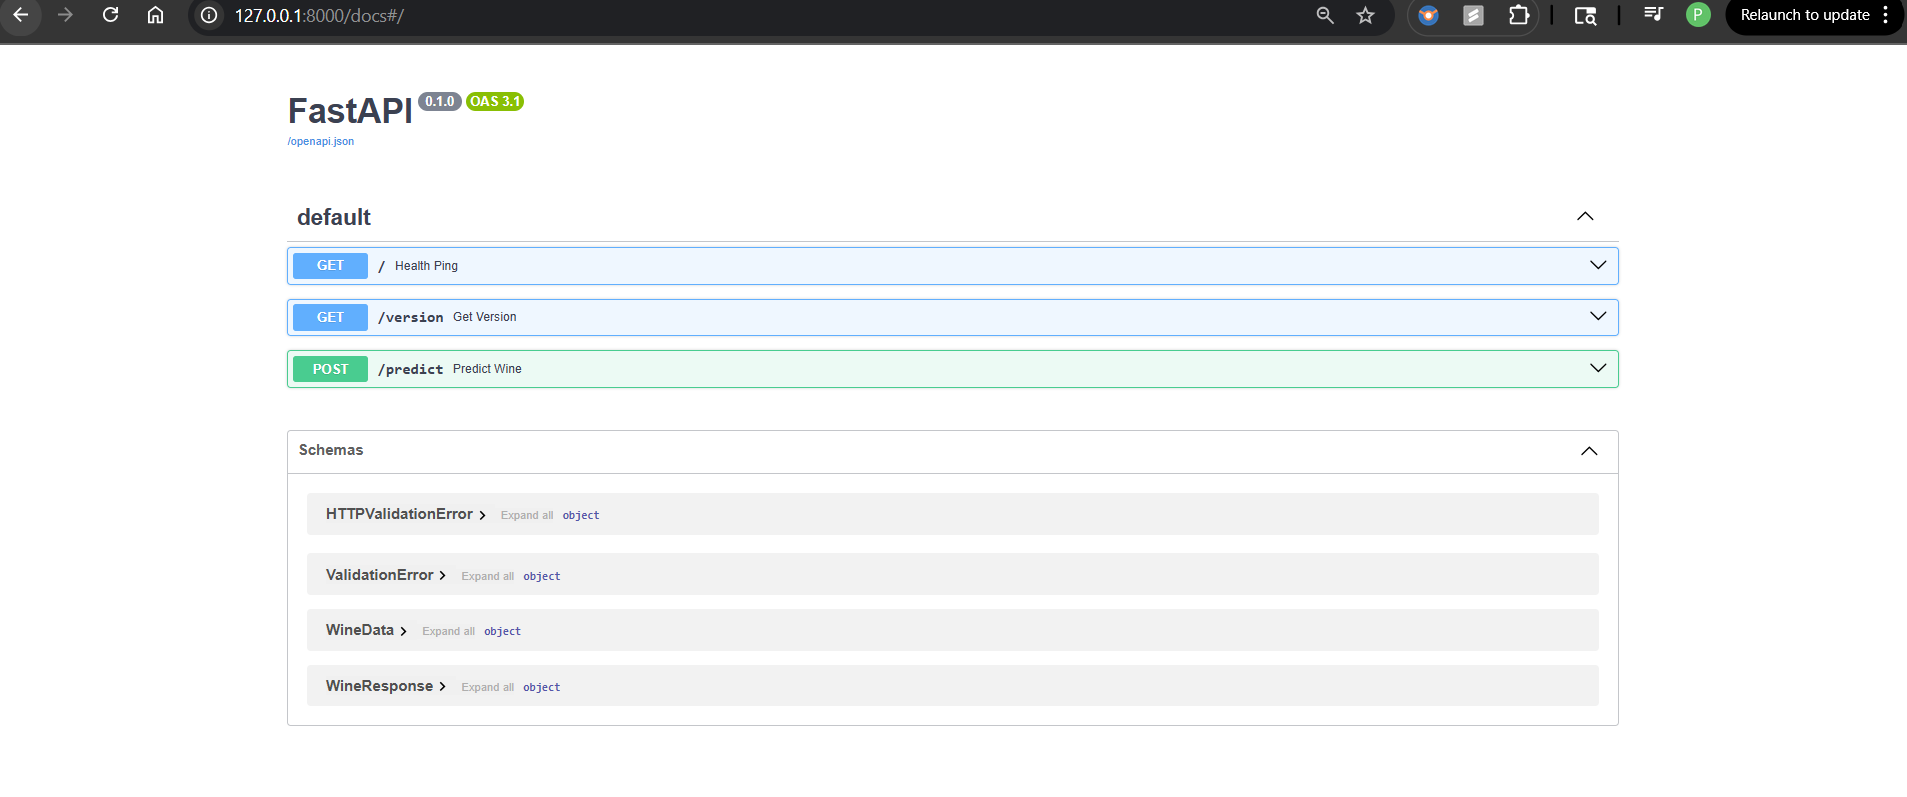 127.0.0.1:8000/docs#/
P
Relaunch to update
FastAPI 0.1.0 OAS 3.1
/openapi.json
default
GET / Health Ping
GET /version Get Version
POST /predict Predict Wine
Schemas
HTTPValidationError Expand all object
ValidationError Expand all object
WineData Expand all object
WineResponse Expand all object